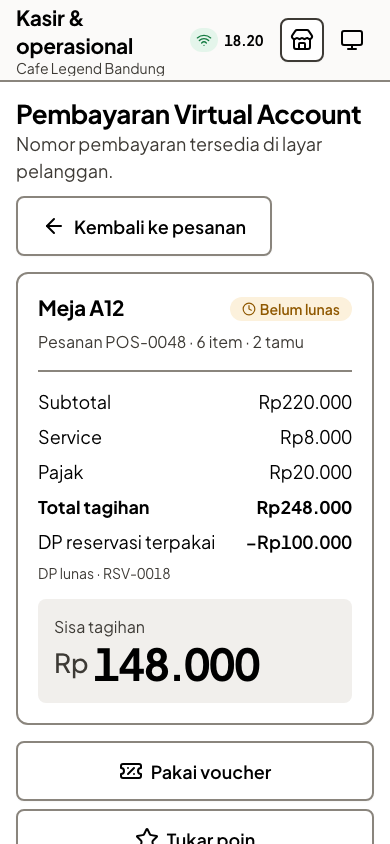 Kasir &
operasional
18.20
Cafe Legend Bandung
Pembayaran Virtual Account
Nomor pembayaran tersedia di layar
pelanggan.
Kembali ke pesanan
Meja A12
Belum lunas
Pesanan POS-0048 · 6 item · 2 tamu
Subtotal Rp220.000
Service Rp8.000
Pajak Rp20.000
Total tagihan Rp248.000
DP reservasi terpakai −Rp100.000
DP lunas · RSV-0018
Sisa tagihan
Rp 148.000
Pakai voucher
Tukar poin